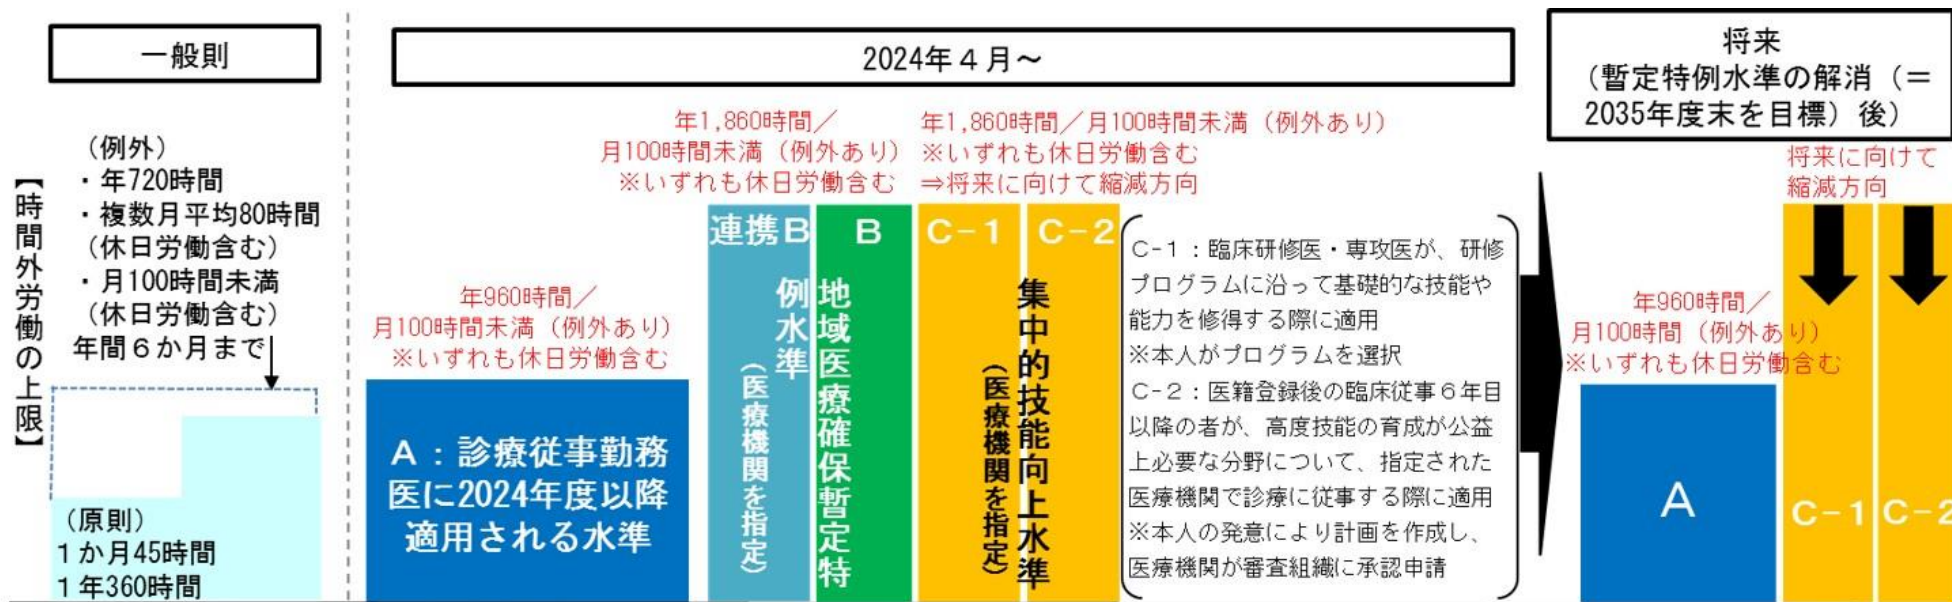 一般則
【時間外労働の上限】
（例外）
・年720時間
・複数月平均80時間
（休日労働含む）
・月100時間未満
（休日労働含む）
年間６か月まで
（原則）
１か月45時間
１年360時間
2024年４月～
年960時間／
月100時間未満（例外あり）
※いずれも休日労働含む
Ａ：診療従事勤務
医に2024年度以降
適用される水準
年1,860時間／
月100時間未満（例外あり）
※いずれも休日労働含む
連携Ｂ
Ｂ
地域医療確保暫定特
例水準
（医療機関を指定）
年1,860時間／月100時間未満（例外あり）
※いずれも休日労働含む
⇒将来に向けて縮減方向
Ｃ－１
Ｃ－２
集中的技能向上水準
（医療機関を指定）
Ｃ－１：臨床研修医・専攻医が、研修
プログラムに沿って基礎的な技能や
能力を修得する際に適用
※本人がプログラムを選択
Ｃ－２：医籍登録後の臨床従事６年目
以降の者が、高度技能の育成が公益
上必要な分野について、指定された
医療機関で診療に従事する際に適用
※本人の発意により計画を作成し、
医療機関が審査組織に承認申請
将来
（暫定特例水準の解消（＝
2035年度末を目標）後）
将来に向けて
縮減方向
年960時間／
月100時間（例外あり）
※いずれも休日労働含む
Ａ
Ｃ－１
Ｃ－２